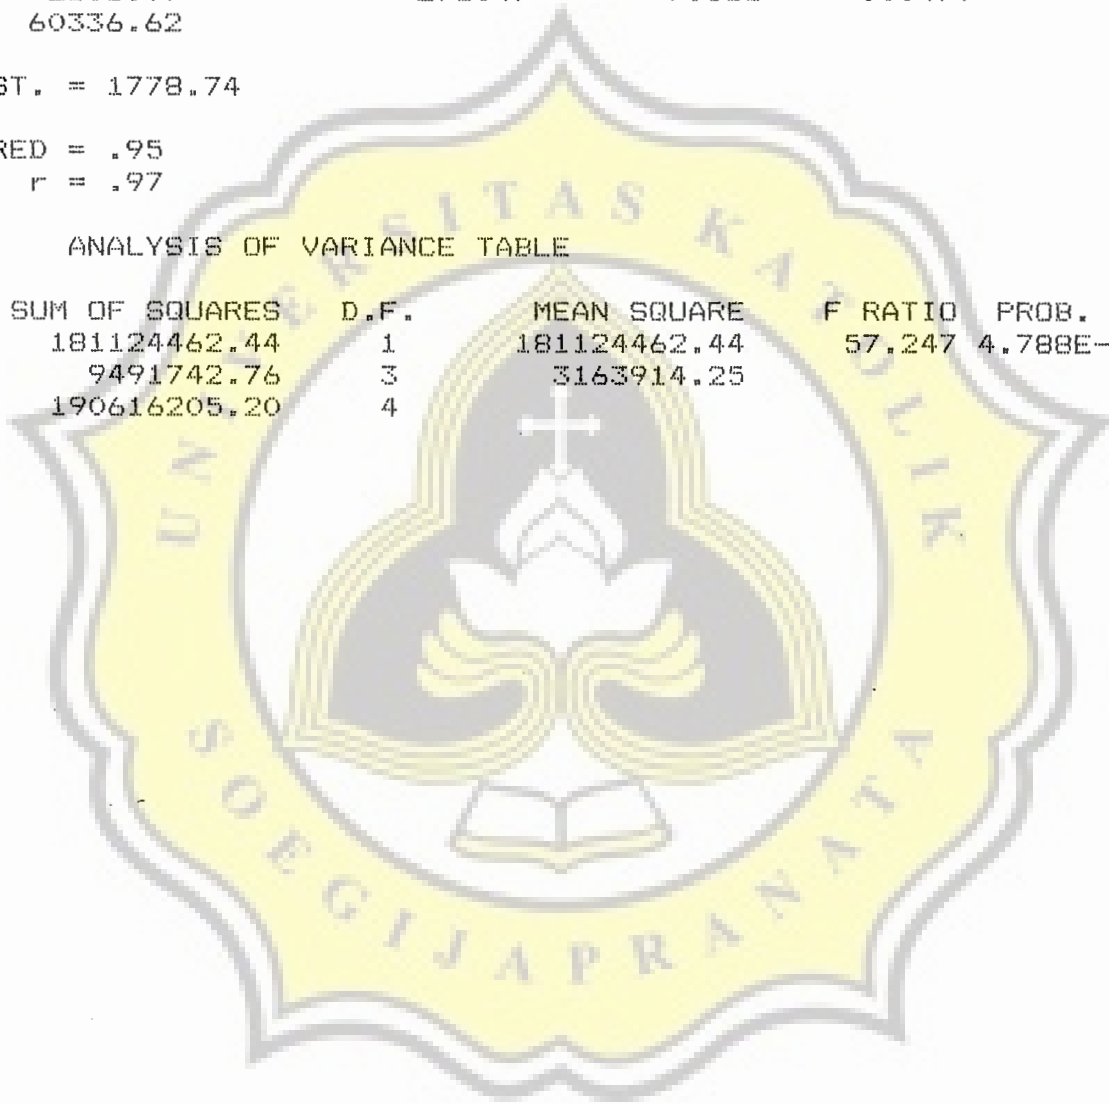 60336.62
ST. = 1778.74
RED = .95
r = .97
ANALYSIS OF VARIANCE TABLE
SUM OF SQUARES D.F. MEAN SQUARE F RATIO PROB.
181124462.44 1 181124462.44 57.247 4.788E-
9491742.76 3 3163914.25
190616205.20 4
UNIVERSITAS KATOLIK
SOEGIJAPRANATA